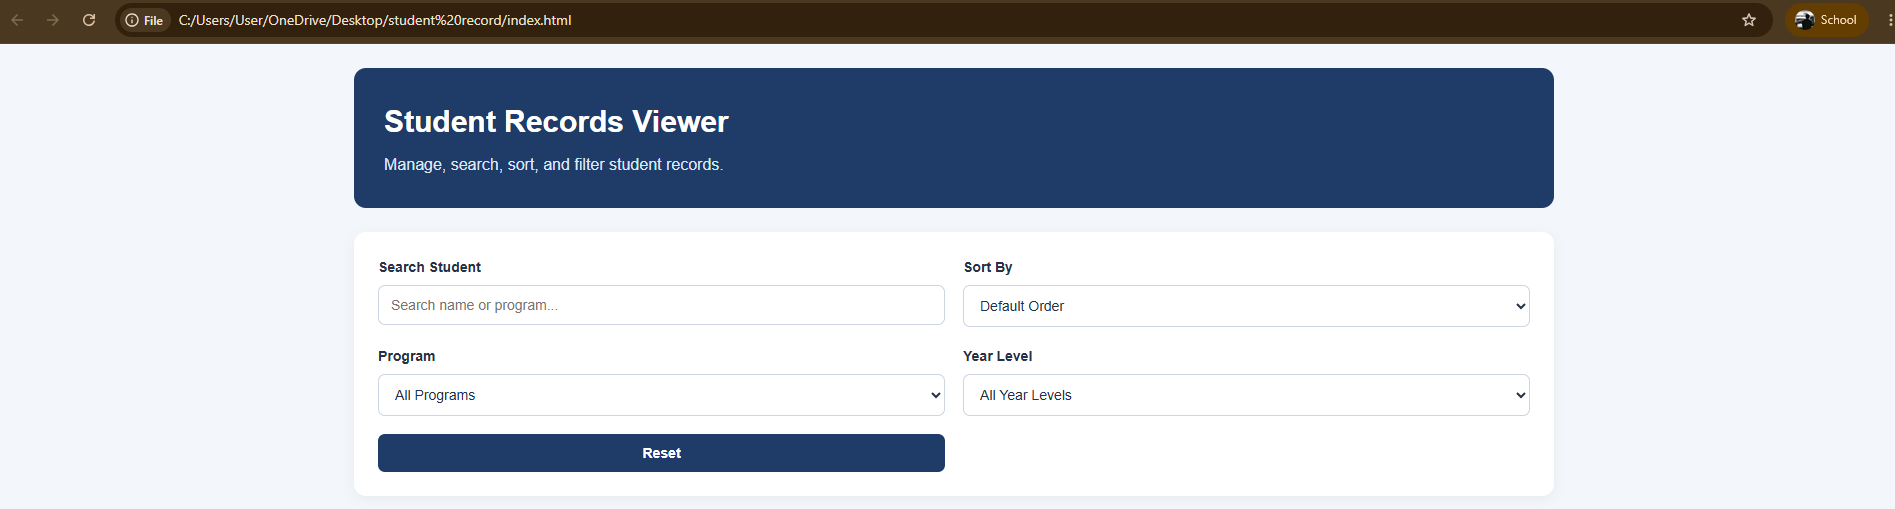 File C:/Users/User/OneDrive/Desktop/student%20record/index.html School
Student Records Viewer
Manage, search, sort, and filter student records.
Search Student
Search name or program...
Sort By
Default Order
Program
All Programs
Year Level
All Year Levels
Reset